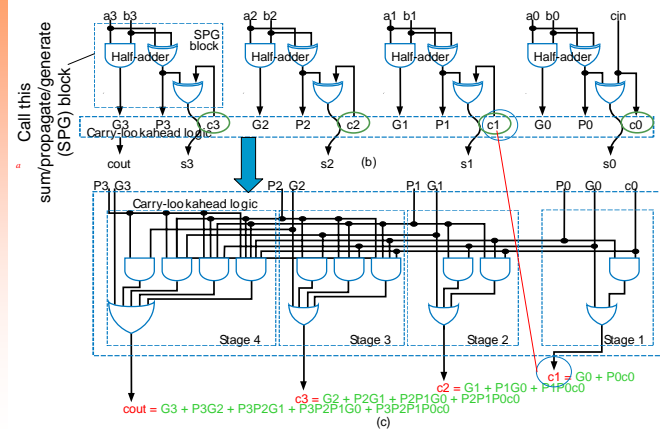 a3 b3 a2 b2 a1 b1 a0 b0 cin
SPG
block
Half-adder Half-adder Half-adder Half-adder
Call this
sum/propagate/generate
(SPG) block
G3 P3 c3 G2 P2 c2 G1 P1 c1 G0 P0 c0
Carry-lookahead logic
a
cout s3 s2 (b) s1 s0
P3 G3 P2 G2 P1 G1 P0 G0 c0
Carry-lookahead logic
Stage 4 Stage 3 Stage 2 Stage 1
c1 = G0 + P0c0
c2 = G1 + P1G0 + P1P0c0
c3 = G2 + P2G1 + P2P1G0 + P2P1P0c0
cout = G3 + P3G2 + P3P2G1 + P3P2P1G0 + P3P2P1P0c0
(c)